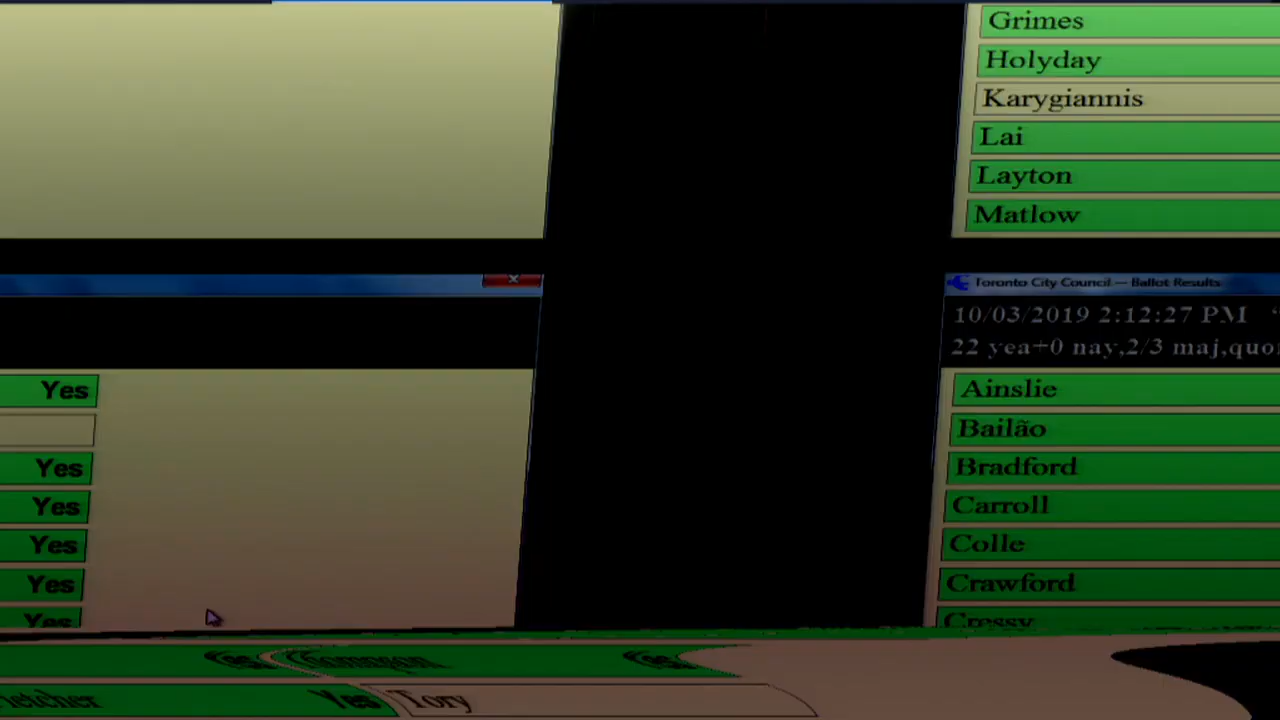 Grimes
Holyday
Karygiannis
Lai
Layton
Matlow
Toronto City Council — Ballot Results
10/03/2019 2:12:27 PM
22 yea+0 nay,2/3 maj,quo
Yes
Ainslie
Bailão
Yes
Bradford
Yes
Carroll
Yes
Colle
Yes
Crawford
Yes
Cressy
Yes
Tory